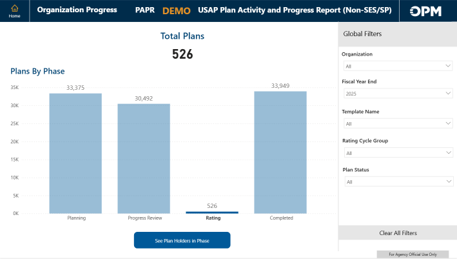 Home
Organization Progress
PAPR DEMO USAP Plan Activity and Progress Report (Non-SES/SP)
OPM
Total Plans
526
Plans By Phase
35K
30K
25K
20K
15K
10K
5K
0K
33,375
30,492
526
33,949
Planning
Progress Review
Rating
Completed
See Plan Holders in Phase
Global Filters
Organization
All
Fiscal Year End
2025
Template Name
All
Rating Cycle Group
All
Plan Status
All
Clear All Filters
For Agency Official Use Only